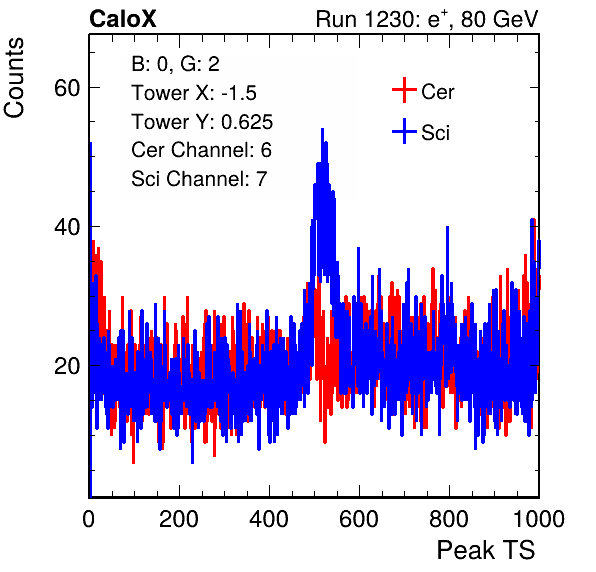 CaloX Run 1230: e+, 80 GeV
Counts
B: 0, G: 2
Tower X: -1.5
Tower Y: 0.625
Cer Channel: 6
Sci Channel: 7
Cer
Sci
60
40
20
0 200 400 600 800 1000
Peak TS